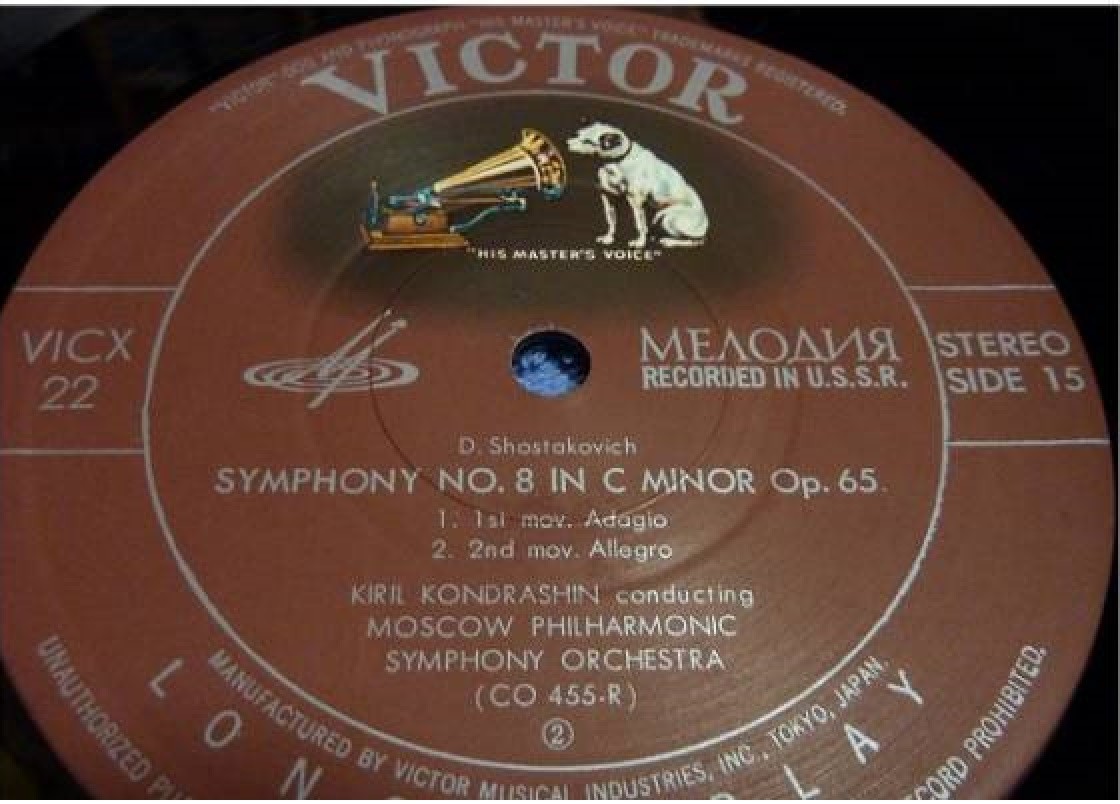 "VICTOR" DOG AND PHONOGRAPH "HIS MASTER'S VOICE" TRADEMARKS REGISTERED.
VICTOR
"HIS MASTER'S VOICE"
VICX
22
МЕЛОДИЯ
RECORDED IN U.S.S.R.
STEREO
SIDE 15
D. Shostakovich
SYMPHONY NO. 8 IN C MINOR Op. 65.
1. 1st mov. Adagio
2. 2nd mov. Allegro
KIRIL KONDRASHIN conducting
MOSCOW PHILHARMONIC
SYMPHONY ORCHESTRA
(CO 455-R)
②
MANUFACTURED BY VICTOR MUSICAL INDUSTRIES, INC., TOKYO, JAPAN.
LONG PLAY
UNAUTHORIZED
RECORD PROHIBITED.